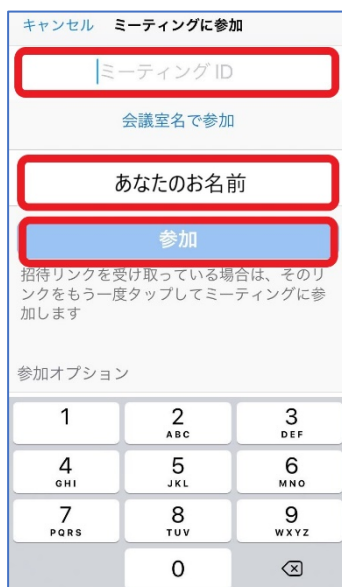 キャンセル ミーティングに参加
ミーティング ID
会議室名で参加
あなたのお名前
参加
招待リンクを受け取っている場合は、そのリ
ンクをもう一度タップしてミーティングに参
加します
参加オプション
1 2 3
ABC DEF
4 5 6
GHI JKL MNO
7 8 9
PQRS TUV WXYZ
0